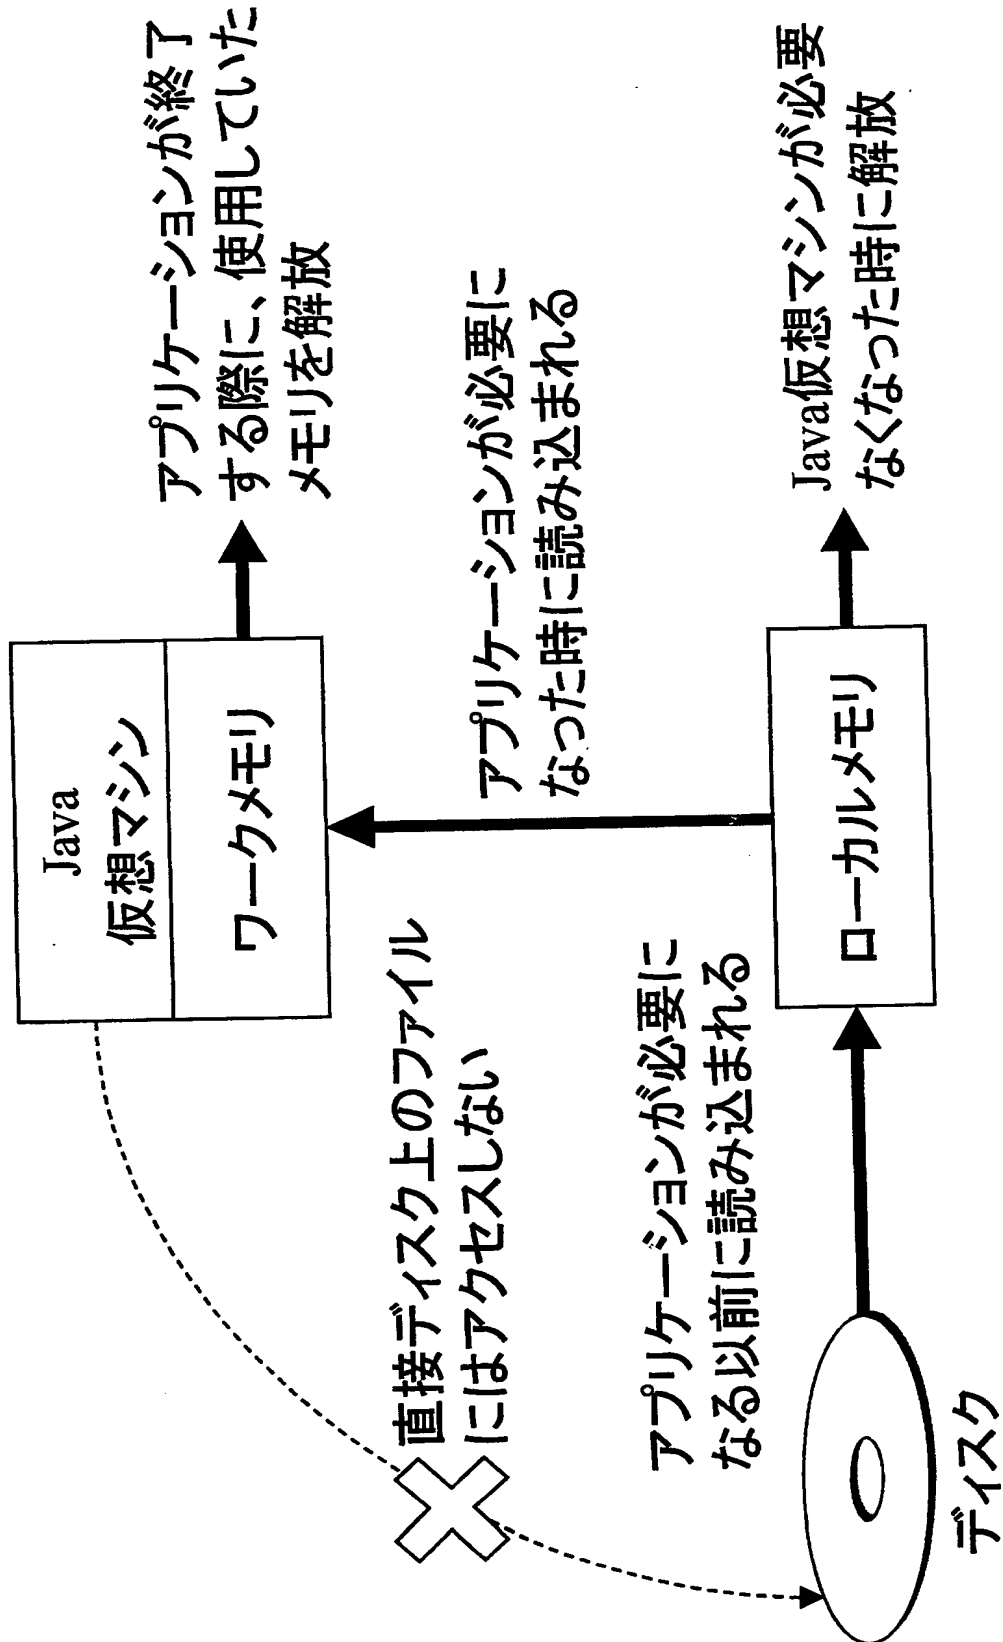 Java
仮想マシン
ワークメモリ
アプリケーションが終了
する際に、使用していた
メモリを解放
直接ディスク上のファイル
にはアクセスしない
アプリケーションが必要に
なった時に読み込まれる
アプリケーションが必要に
なる以前に読み込まれる
ローカルメモリ
Java仮想マシンが必要
なくなった時に解放
ディスク